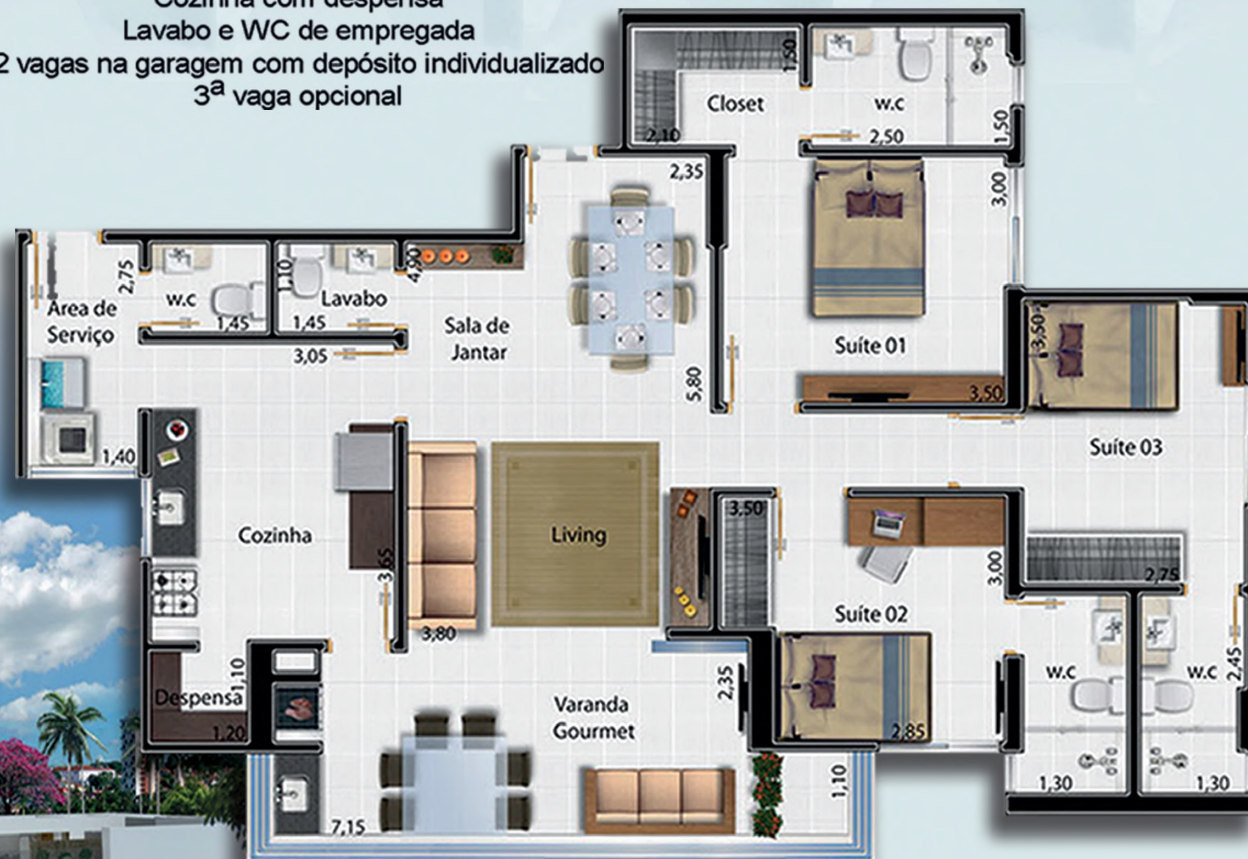 Cozinha com despensa
Lavabo e WC de empregada
2 vagas na garagem com depósito individualizado
3ª vaga opcional
1,50
Closet
w.c
2,10
2,50
1,50
2,35
3,00
2,75
w.c
1,10
Lavabo
4,90
Área de
Serviço
1,45
1,45
Sala de
Jantar
3,05
5,80
Suíte 01
3,50
3,50
1,40
Suíte 03
Cozinha
3,65
Living
3,50
3,00
2,75
3,80
Suíte 02
w.c
w.c
2,45
Despensa
1,10
1,20
Varanda
Gourmet
2,35
2,85
1,10
1,30
1,30
7,15